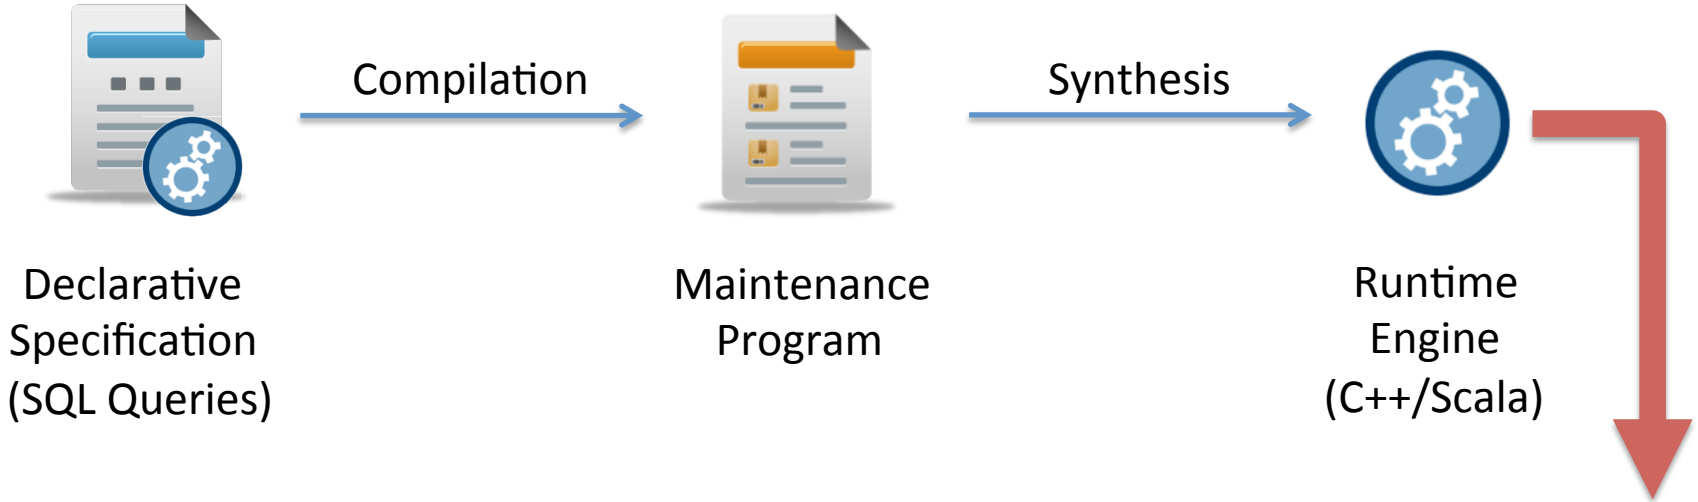 Compilation
Synthesis
Declarative
Specification
(SQL Queries)
Maintenance
Program
Runtime
Engine
(C++/Scala)